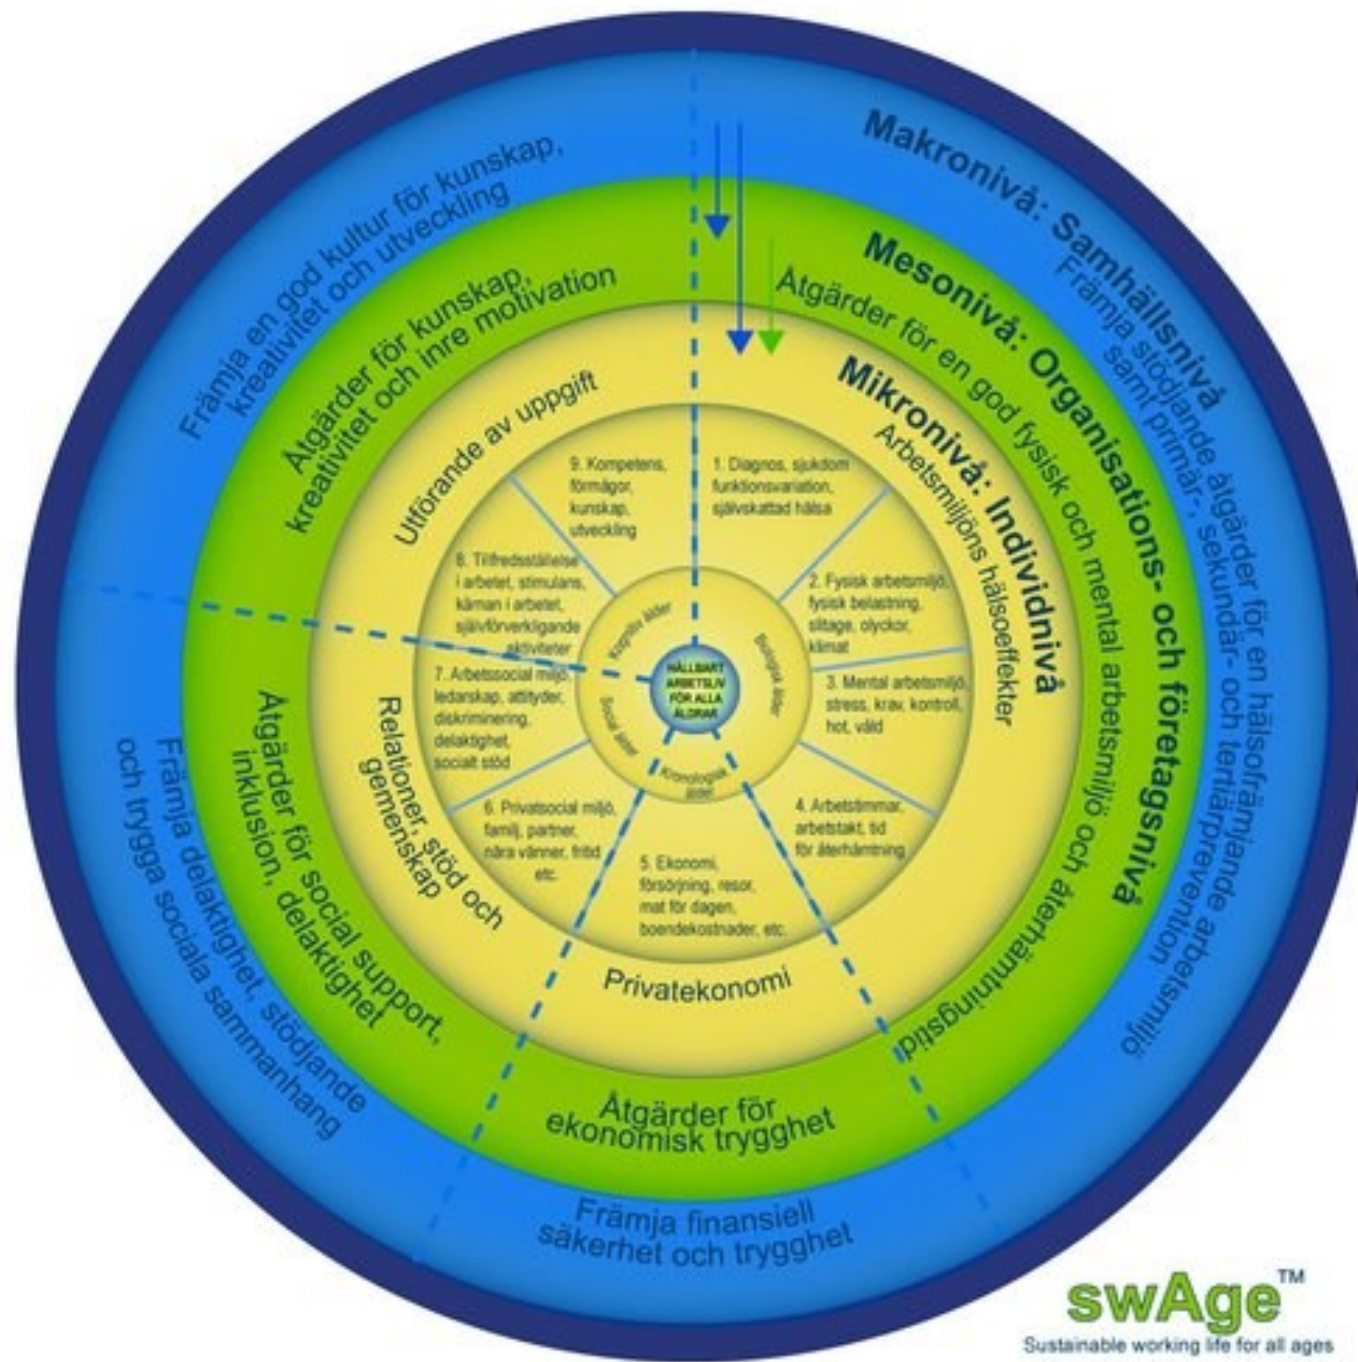 Makronivå: Samhällsnivå
Främja stödjande åtgärder för en hälsofrämjande arbetsmiljö
samt primär-, sekundär- och tertiärprevention
Mesonivå: Organisations- och företagsnivå
Åtgärder för en god fysisk och mental arbetsmiljö och återhämtningstid
Mikronivå: Individnivå
Arbetsmiljöns hälsoeffekter
Främja en god kultur för kunskap,
kreativitet och utveckling
Åtgärder för kunskap,
kreativitet och inre motivation
Utförande av uppgift
9. Kompetens,
förmågor,
kunskap,
utveckling
1. Diagnos, sjukdom
funktionsvariation,
självskattad hälsa
8. Tillfredsställelse
i arbetet, stimulans,
kärnan i arbetet,
självförverkligande
aktiviteter
2. Fysisk arbetsmiljö,
fysisk belastning,
slitage, olyckor,
klimat
Kognitiv ålder
Biologisk ålder
HÅLLBART
ARBETSLIV
FÖR ALLA
ÅLDRAR
Social ålder
Kronologisk
ålder
7. Arbetssocial miljö,
ledarskap, attityder,
diskriminering,
delaktighet,
socialt stöd
3. Mental arbetsmiljö,
stress, krav, kontroll,
hot, våld
6. Privatsocial miljö,
familj, partner,
nära vänner, fritid
etc.
4. Arbetstimmar,
arbetstakt, tid
för återhämtning
5. Ekonomi,
försörjning, resor,
mat för dagen,
boendekostnader, etc.
Relationer, stöd och
gemenskap
Privatekonomi
Åtgärder för social support,
inklusion, delaktighet
Främja delaktighet, stödjande
och trygga sociala sammanhang
Åtgärder för
ekonomisk trygghet
Främja finansiell
säkerhet och trygghet
swAge™
Sustainable working life for all ages